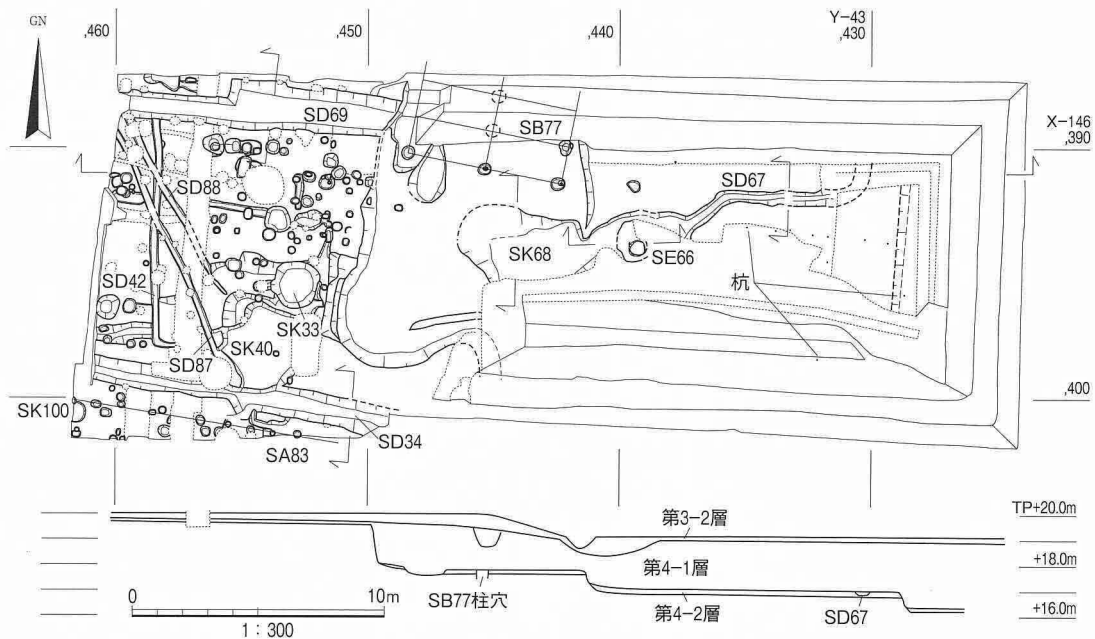 GN
,460
,450
,440
Y-43
,430
X-146
,390
SD69
SB77
SD67
SD88
SK68
SE66
SD42
杭
SK33
SK40
SD87
,400
SK100
SD34
SA83
TP+20.0m
第3-2層
+18.0m
第4-1層
SB77柱穴
第4-2層
SD67
+16.0m
0
10m
1:300